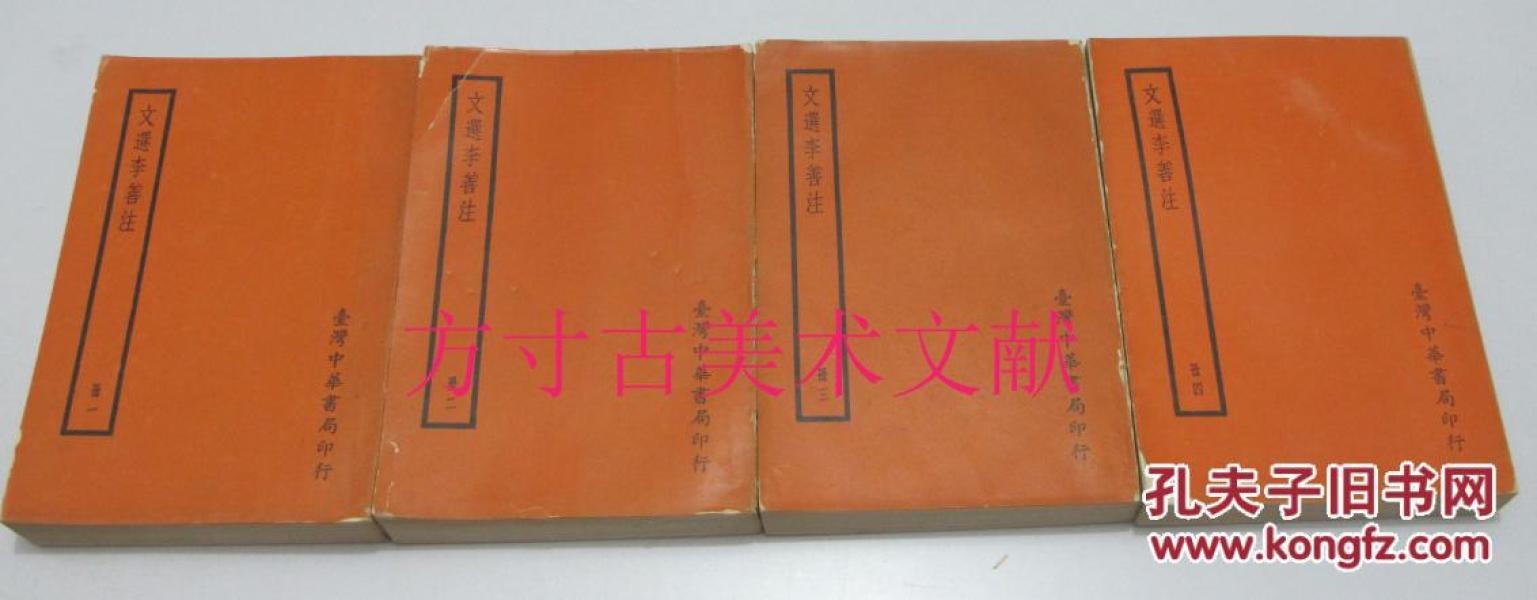 文選李善注
冊一
臺灣中華書局印行
文選李善注
冊二
臺灣中華書局印行
文選李善注
冊三
臺灣中華書局印行
文選李善注
冊四
臺灣中華書局印行
方寸古美术文献
孔夫子旧书网
www.kongfz.com